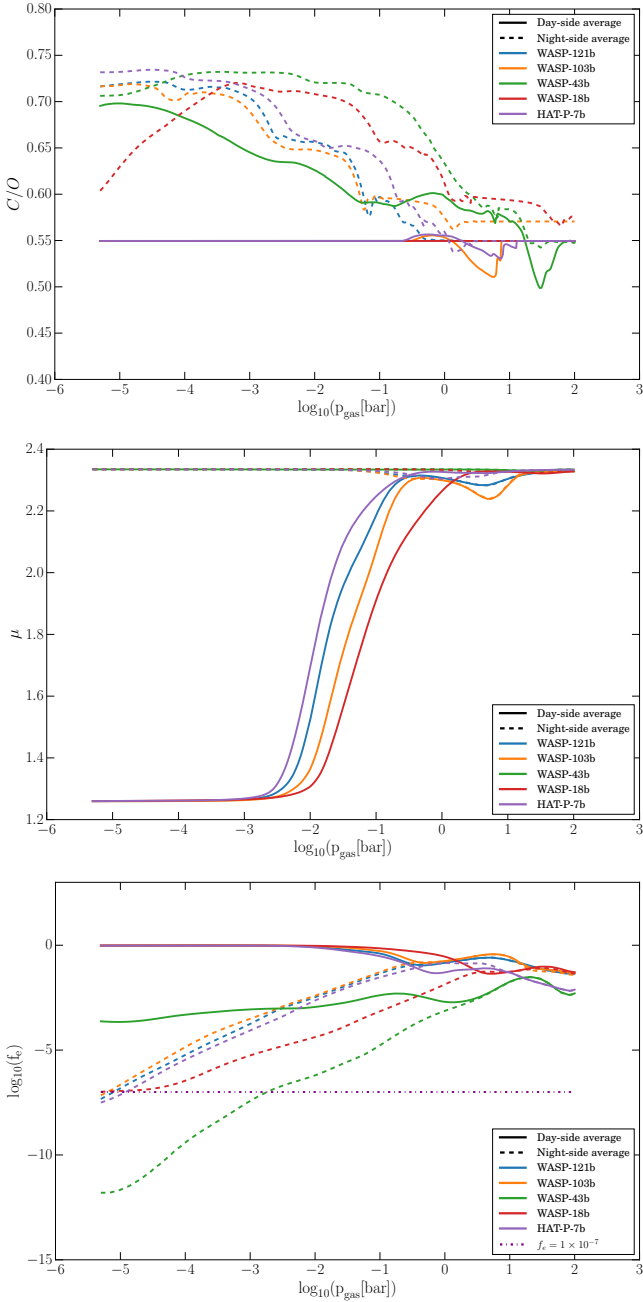 0.80
0.75
0.70
0.65
0.60
0.55
0.50
0.45
0.40
C/O
−6 −5 −4 −3 −2 −1 0 1 2 3
log₁₀(p_gas[bar])
Day-side average
Night-side average
WASP-121b
WASP-103b
WASP-43b
WASP-18b
HAT-P-7b
2.4
2.2
2.0
1.8
1.6
1.4
1.2
μ
−6 −5 −4 −3 −2 −1 0 1 2 3
log₁₀(p_gas[bar])
Day-side average
Night-side average
WASP-121b
WASP-103b
WASP-43b
WASP-18b
HAT-P-7b
0
−5
−10
−15
log₁₀(f_e)
−6 −5 −4 −3 −2 −1 0 1 2 3
log₁₀(p_gas[bar])
Day-side average
Night-side average
WASP-121b
WASP-103b
WASP-43b
WASP-18b
HAT-P-7b
f_e = 1 × 10⁻⁷